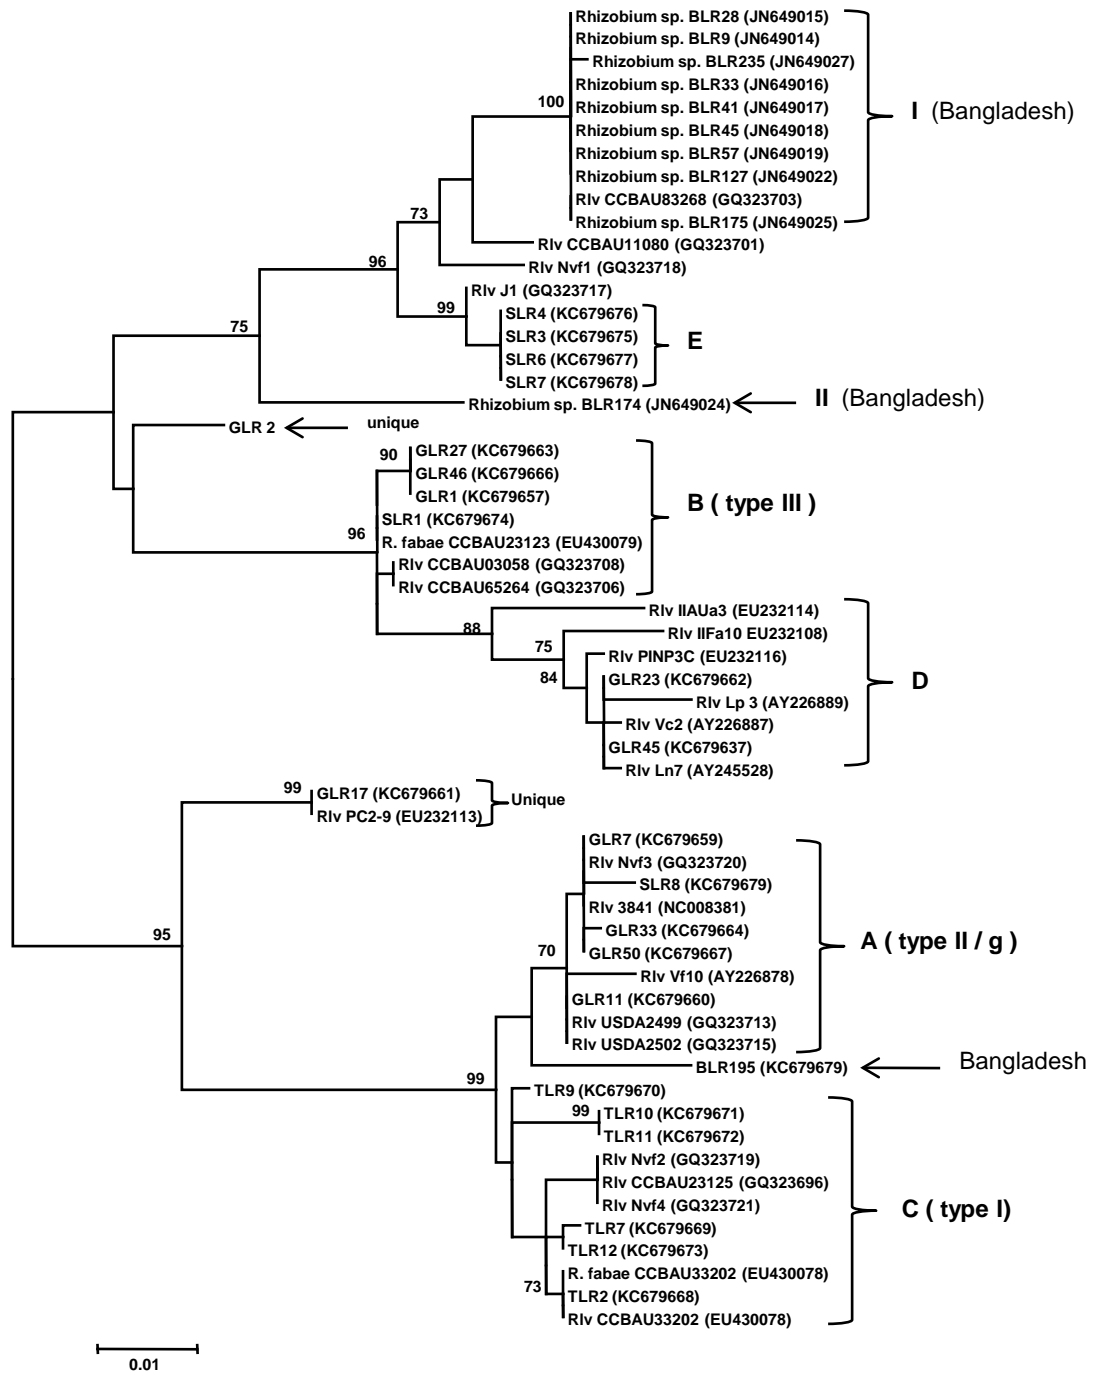 Rhizobium sp. BLR28 (JN649015)
Rhizobium sp. BLR9 (JN649014)
Rhizobium sp. BLR235 (JN649027)
Rhizobium sp. BLR33 (JN649016)
100
Rhizobium sp. BLR41 (JN649017)
I (Bangladesh)
Rhizobium sp. BLR45 (JN649018)
Rhizobium sp. BLR57 (JN649019)
Rhizobium sp. BLR127 (JN649022)
Rlv CCBAU83268 (GQ323703)
73
Rhizobium sp. BLR175 (JN649025)
Rlv CCBAU11080 (GQ323701)
96
Rlv Nvf1 (GQ323718)
Rlv J1 (GQ323717)
99
SLR4 (KC679676)
75
SLR3 (KC679675)
E
SLR6 (KC679677)
SLR7 (KC679678)
Rhizobium sp. BLR174 (JN649024)
II (Bangladesh)
GLR 2
unique
90
GLR27 (KC679663)
GLR46 (KC679666)
GLR1 (KC679657)
B ( type III )
SLR1 (KC679674)
96
R. fabae CCBAU23123 (EU430079)
Rlv CCBAU03058 (GQ323708)
Rlv CCBAU65264 (GQ323706)
Rlv IIAUa3 (EU232114)
88
Rlv IIFa10 EU232108)
75
Rlv PINP3C (EU232116)
84
GLR23 (KC679662)
D
Rlv Lp 3 (AY226889)
Rlv Vc2 (AY226887)
GLR45 (KC679637)
Rlv Ln7 (AY245528)
99
GLR17 (KC679661)
Unique
Rlv PC2-9 (EU232113)
GLR7 (KC679659)
Rlv Nvf3 (GQ323720)
SLR8 (KC679679)
Rlv 3841 (NC008381)
95
GLR33 (KC679664)
A ( type II / g )
70
GLR50 (KC679667)
Rlv Vf10 (AY226878)
GLR11 (KC679660)
Rlv USDA2499 (GQ323713)
Rlv USDA2502 (GQ323715)
BLR195 (KC679679)
Bangladesh
99
TLR9 (KC679670)
99
TLR10 (KC679671)
TLR11 (KC679672)
Rlv Nvf2 (GQ323719)
Rlv CCBAU23125 (GQ323696)
Rlv Nvf4 (GQ323721)
C ( type I)
TLR7 (KC679669)
TLR12 (KC679673)
R. fabae CCBAU33202 (EU430078)
73
TLR2 (KC679668)
Rlv CCBAU33202 (EU430078)
0.01